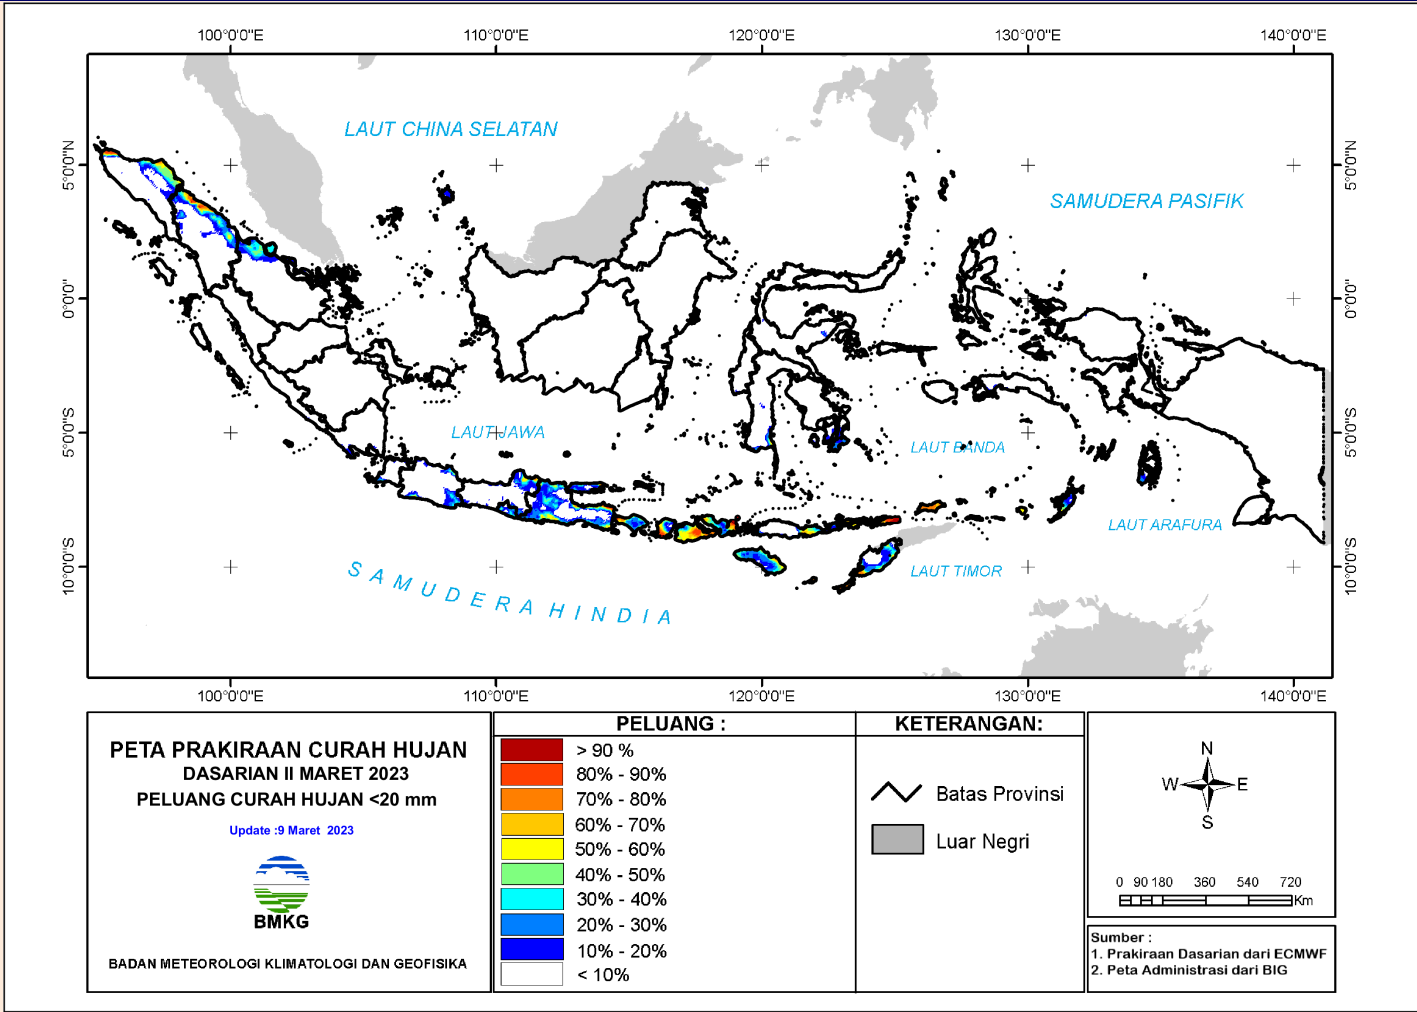 100°0'0"E 110°0'0"E 120°0'0"E 130°0'0"E 140°0'0"E
LAUT CHINA SELATAN
5°0'0"N
5°0'0"N
SAMUDERA PASIFIK
0°0'0"
0°0'0"
LAUT JAWA
5°0'0"S
5°0'0"S
LAUT BANDA
LAUT ARAFURA
10°0'0"S
10°0'0"S
LAUT TIMOR
SAMUDERA HINDIA
100°0'0"E 110°0'0"E 120°0'0"E 130°0'0"E 140°0'0"E
PETA PRAKIRAAN CURAH HUJAN
DASARIAN II MARET 2023
PELUANG CURAH HUJAN <20 mm
Update :9 Maret 2023
BMKG
BADAN METEOROLOGI KLIMATOLOGI DAN GEOFISIKA
PELUANG :
> 90 %
80% - 90%
70% - 80%
60% - 70%
50% - 60%
40% - 50%
30% - 40%
20% - 30%
10% - 20%
< 10%
KETERANGAN:
Batas Provinsi
Luar Negri
N
W E
S
0 90 180 360 540 720
Km
Sumber :
1. Prakiraan Dasarian dari ECMWF
2. Peta Administrasi dari BIG